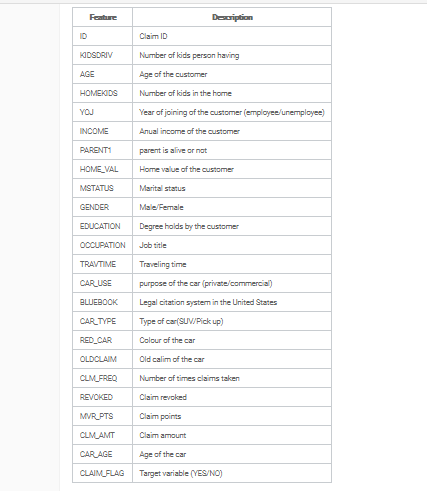 Feature Description
ID Claim ID
KIDSDRIV Number of kids person having
AGE Age of the customer
HOMEKIDS Number of kids in the home
YOJ Year of joining of the customer (employee/unemployee)
INCOME Anual income of the customer
PARENT1 parent is alive or not
HOME_VAL Home value of the customer
MSTATUS Marital status
GENDER Male/Female
EDUCATION Degree holds by the customer
OCCUPATION Job title
TRAVTIME Traveling time
CAR_USE purpose of the car (private/commercial)
BLUEBOOK Legal citation system in the United States
CAR_TYPE Type of car(SUV/Pick up)
RED_CAR Colour of the car
OLDCLAIM Old calim of the car
CLM_FREQ Number of times claims taken
REVOKED Claim revoked
MVR_PTS Claim points
CLM_AMT Claim amount
CAR_AGE Age of the car
CLAIM_FLAG Target variable (YES/NO)